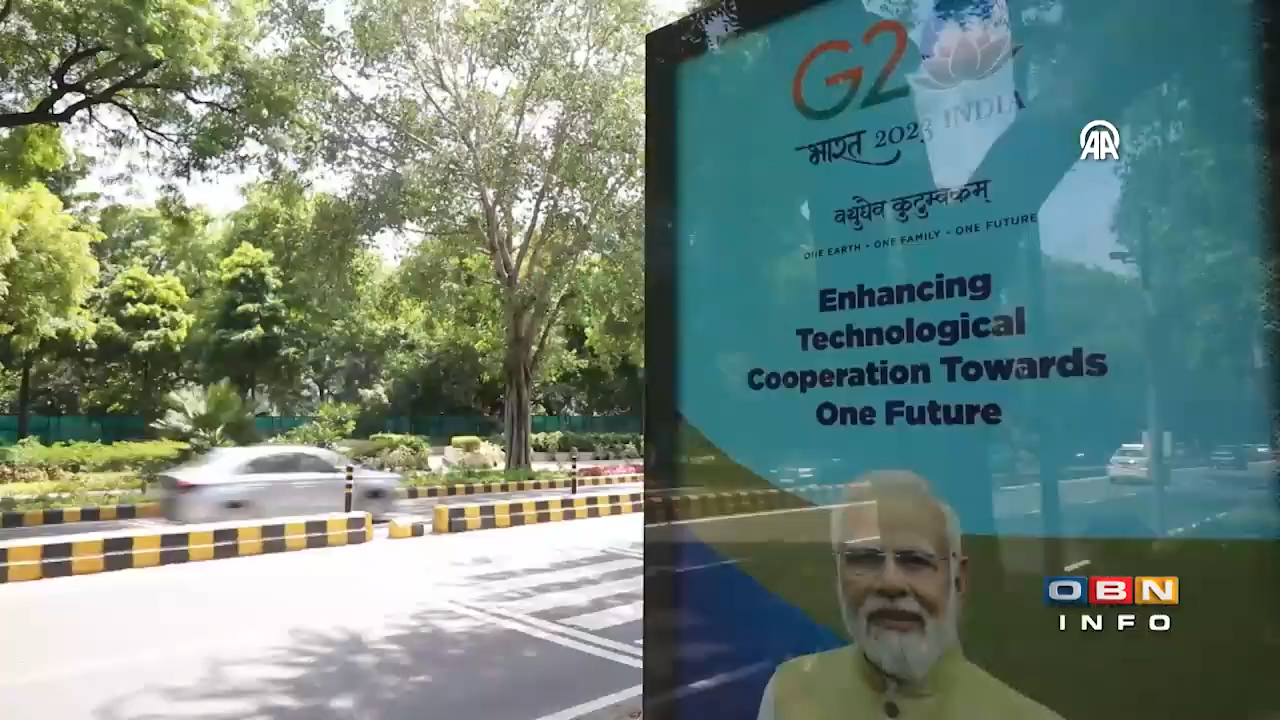 G2
भारत 2023 INDIA
वसुधैव कुटुम्बकम्
ONE EARTH • ONE FAMILY • ONE FUTURE
Enhancing
Technological
Cooperation Towards
One Future
AA
OBN
INFO